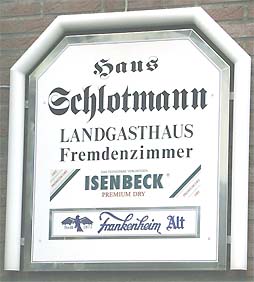 Haus
Schlotmann
LANDGASTHAUS
Fremdenzimmer
ISENBECK
PREMIUM DRY
Frankenheim Alt